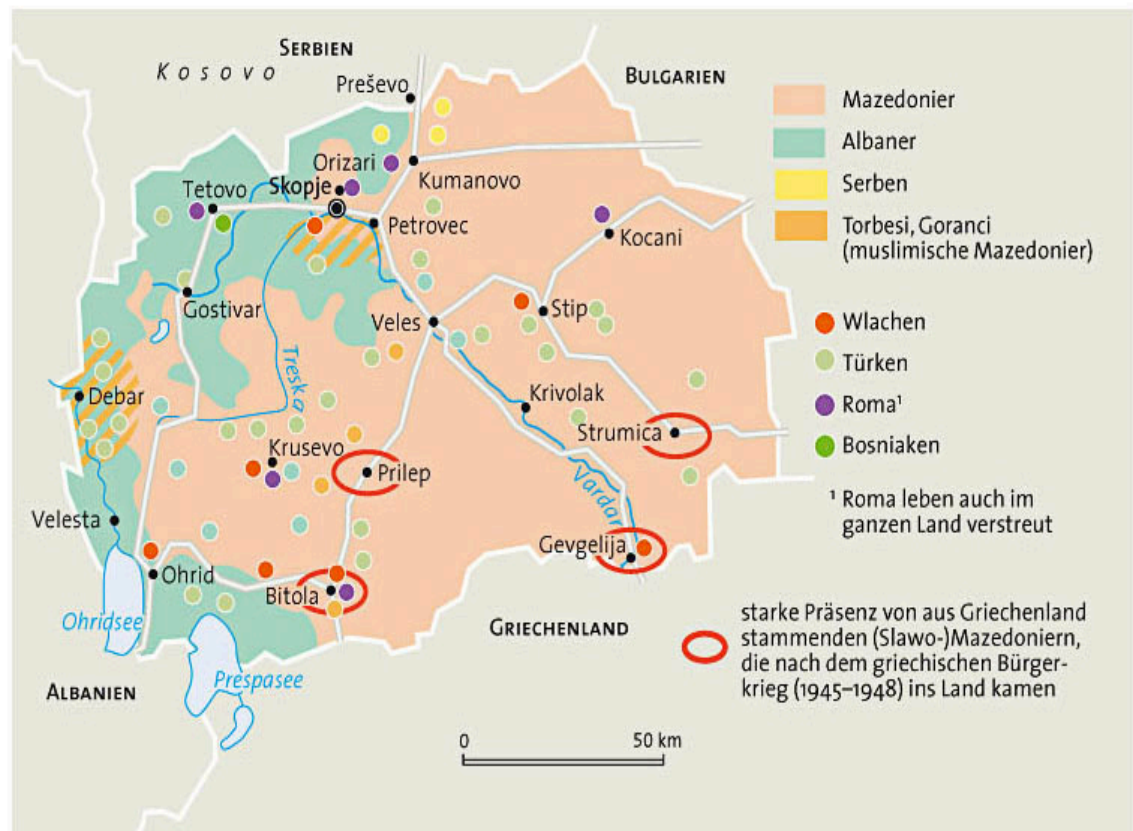 SERBIEN
Kosovo
BULGARIEN
Preševo
Orizari
Kumanovo
Tetovo
Skopje
Petrovec
Kocani
Gostivar
Veles
Stip
Treska
Debar
Krivolak
Krusevo
Strumica
Prilep
Vardar
Velesta
Gevgelija
Ohrid
Bitola
Ohridsee
GRIECHENLAND
Prespasee
ALBANIEN
0 50 km
Mazedonier
Albaner
Serben
Torbesi, Goranci
(muslimische Mazedonier)
Wlachen
Türken
Roma¹
Bosniaken
¹ Roma leben auch im
ganzen Land verstreut
starke Präsenz von aus Griechenland
stammenden (Slawo-)Mazedoniern,
die nach dem griechischen Bürger-
krieg (1945–1948) ins Land kamen